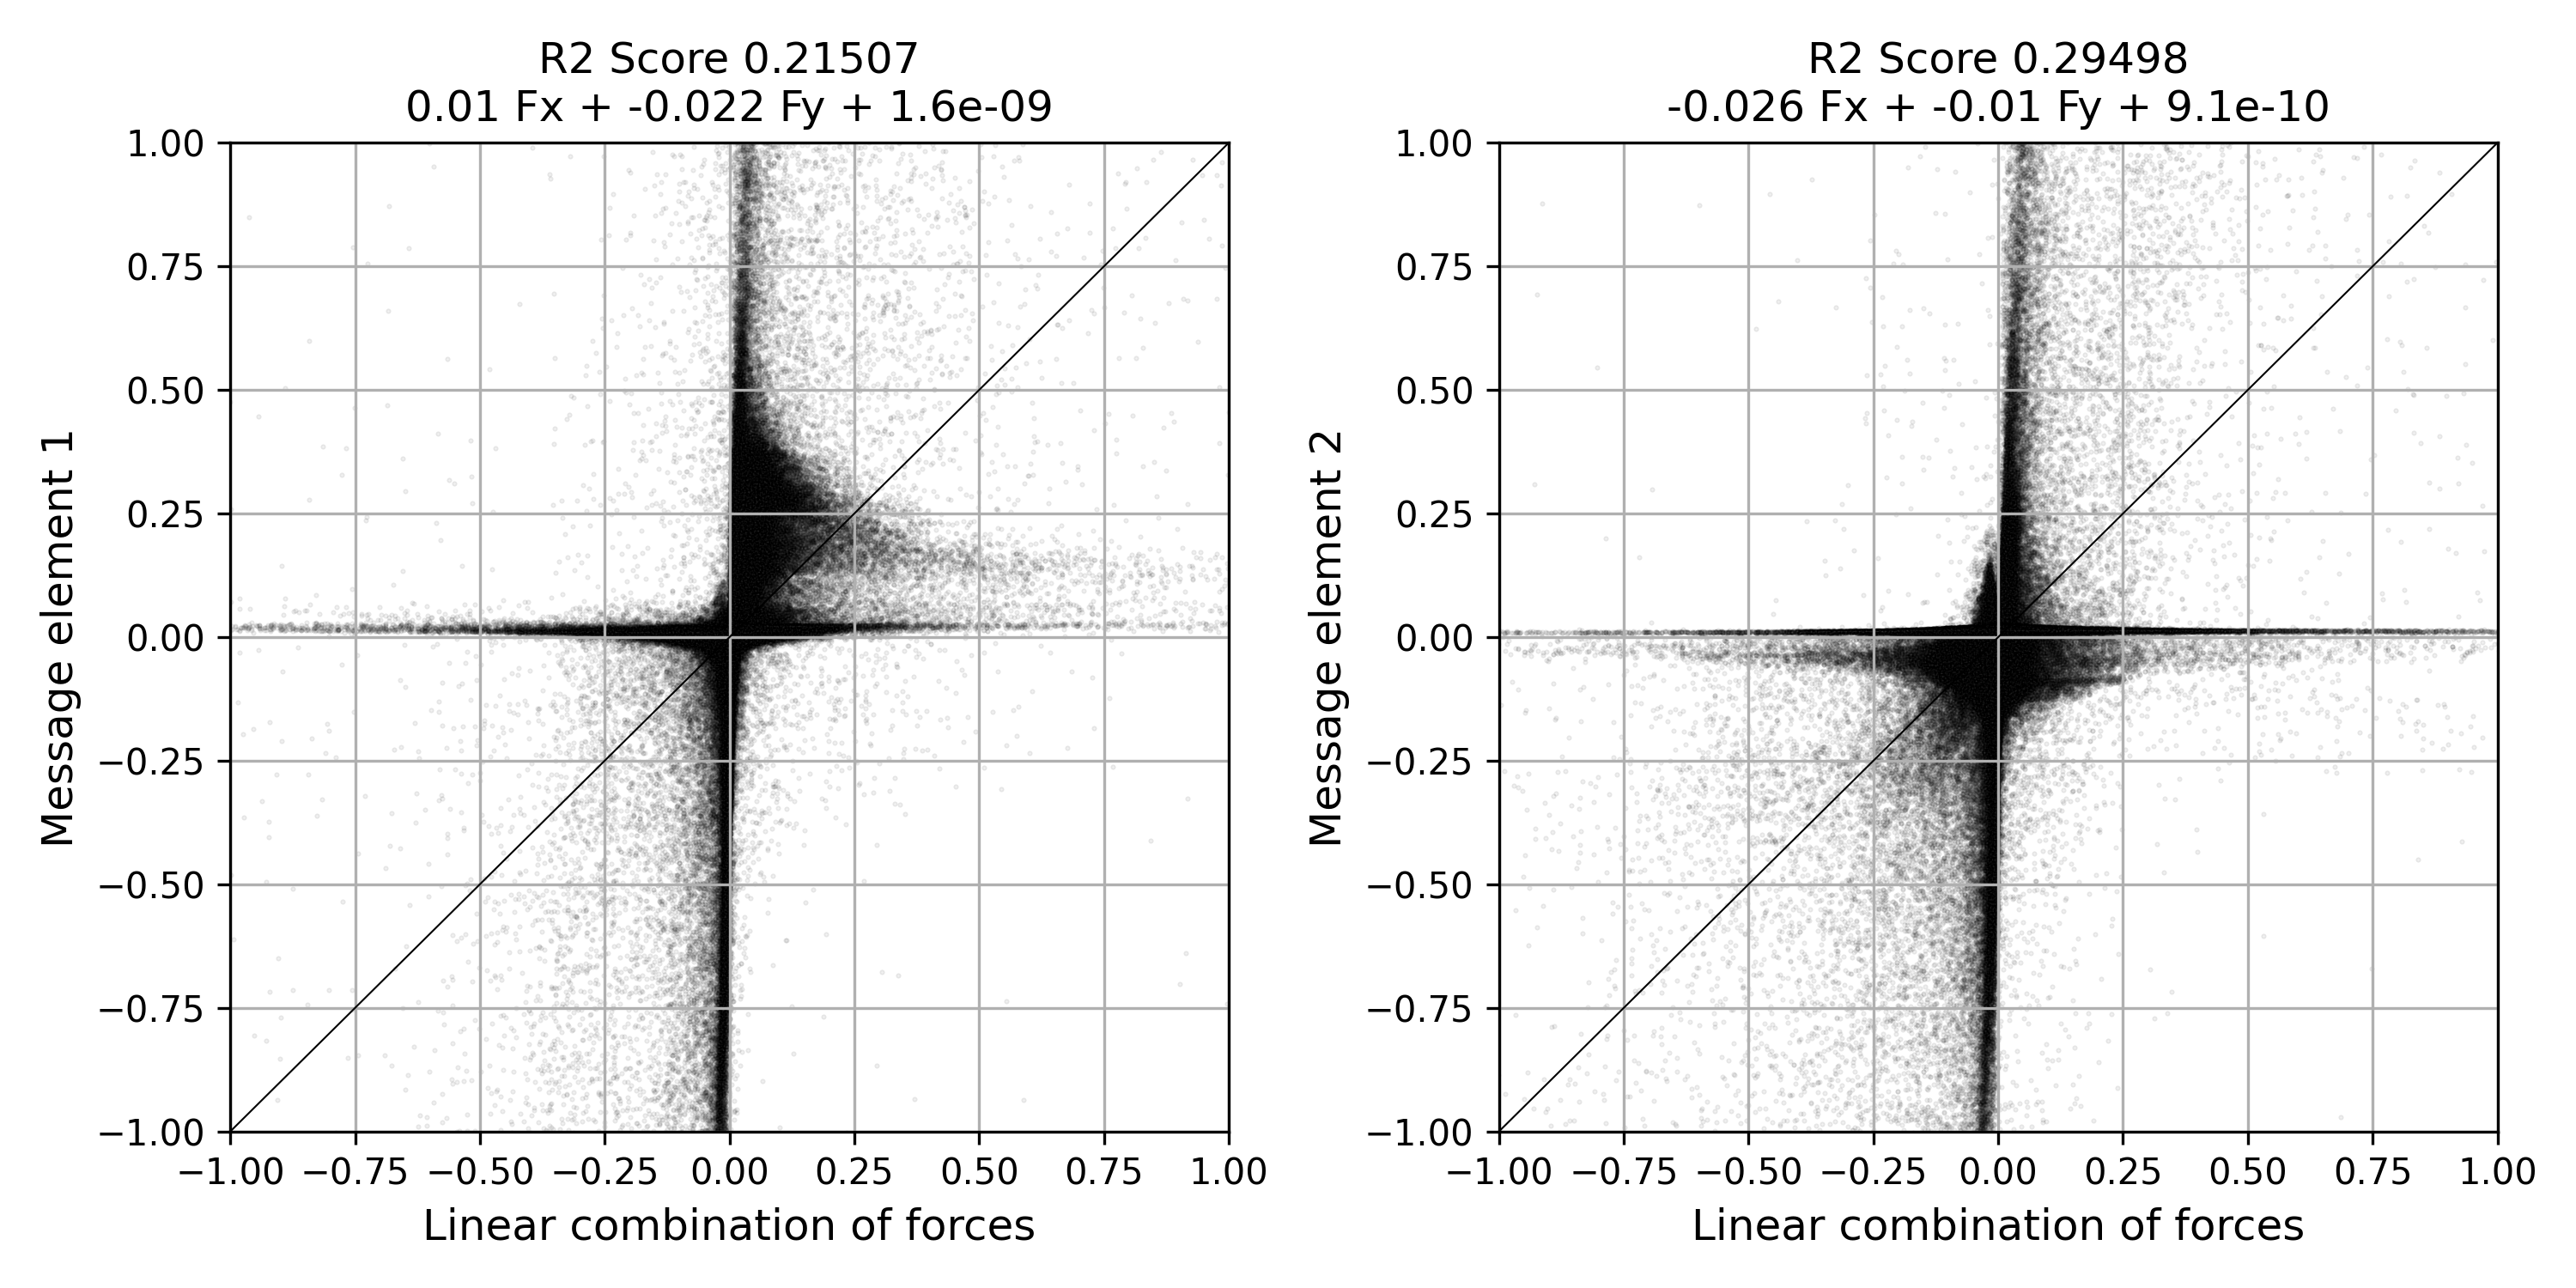 R2 Score 0.21507
0.01 Fx + -0.022 Fy + 1.6e-09
1.00
0.75
0.50
0.25
0.00
−0.25
−0.50
−0.75
−1.00
−1.00 −0.75 −0.50 −0.25 0.00 0.25 0.50 0.75 1.00
Message element 1
Linear combination of forces
R2 Score 0.29498
-0.026 Fx + -0.01 Fy + 9.1e-10
1.00
0.75
0.50
0.25
0.00
−0.25
−0.50
−0.75
−1.00
−1.00 −0.75 −0.50 −0.25 0.00 0.25 0.50 0.75 1.00
Message element 2
Linear combination of forces